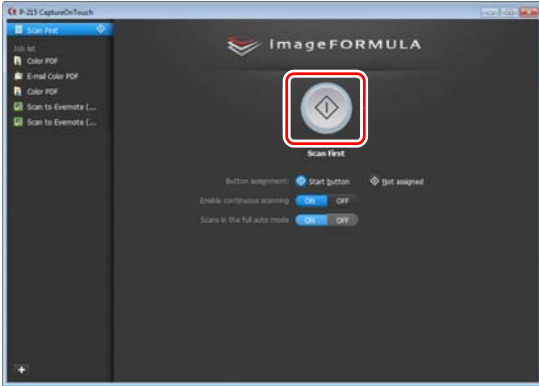 P-215 CaptureOnTouch
Scan First
Job list
Color PDF
E-mail Color PDF
Color PDF
Scan to Evernote [...
Scan to Evernote [...
imageFORMULA
Scan First
Button assignment: Start button Not assigned
Enable continuous scanning ON OFF
Scans in the full auto mode ON OFF